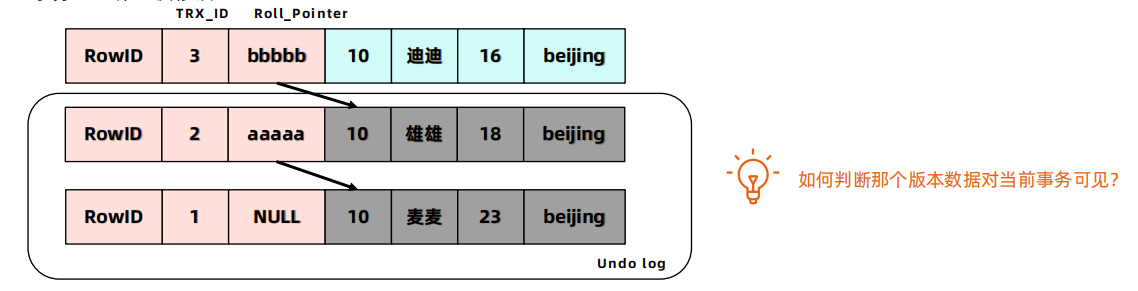 TRX_ID Roll_Pointer
RowID 3 bbbbb 10 迪迪 16 beijing
RowID 2 aaaaa 10 雄雄 18 beijing
RowID 1 NULL 10 麦麦 23 beijing
Undo log
如何判断那个版本数据对当前事务可见?